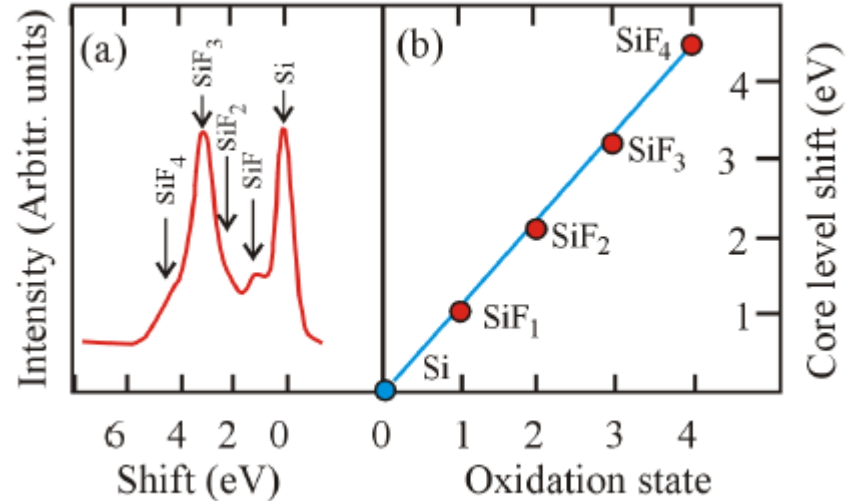 (a)
SiF4
SiF3
SiF2
SiF
Si
Intensity (Arbitr. units)
6 4 2 0
Shift (eV)
(b)
SiF4
SiF3
SiF2
SiF1
Si
4
3
2
1
Core level shift (eV)
0 1 2 3 4
Oxidation state